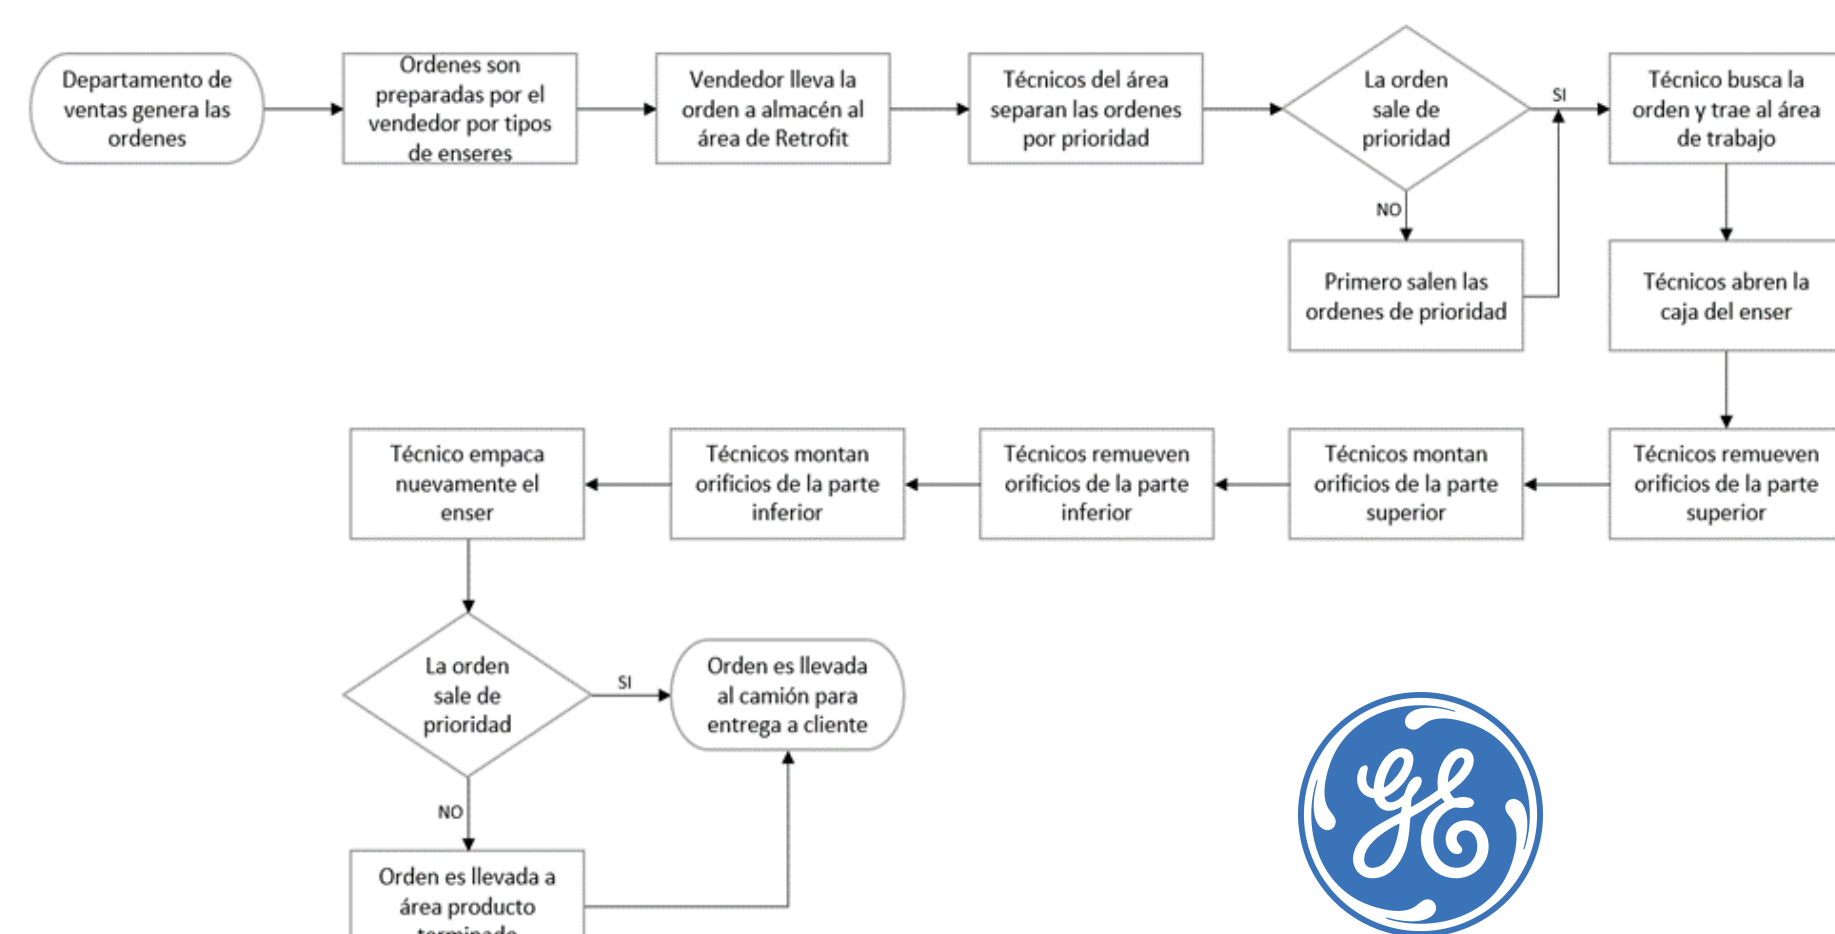 Departamento de
ventas genera las
ordenes
Ordenes son
preparadas por el
vendedor por tipos
de enseres
Vendedor lleva la
orden a almacén al
área de Retrofit
Técnicos del área
separan las ordenes
por prioridad
La orden
sale de
prioridad
SI
Técnico busca la
orden y trae al área
de trabajo
NO
Primero salen las
ordenes de prioridad
Técnicos abren la
caja del enser
Técnico empaca
nuevamente el
enser
Técnicos montan
orificios de la parte
inferior
Técnicos remueven
orificios de la parte
inferior
Técnicos montan
orificios de la parte
superior
Técnicos remueven
orificios de la parte
superior
La orden
sale de
prioridad
SI
Orden es llevada
al camión para
entrega a cliente
NO
Orden es llevada a
área producto
terminado
GE